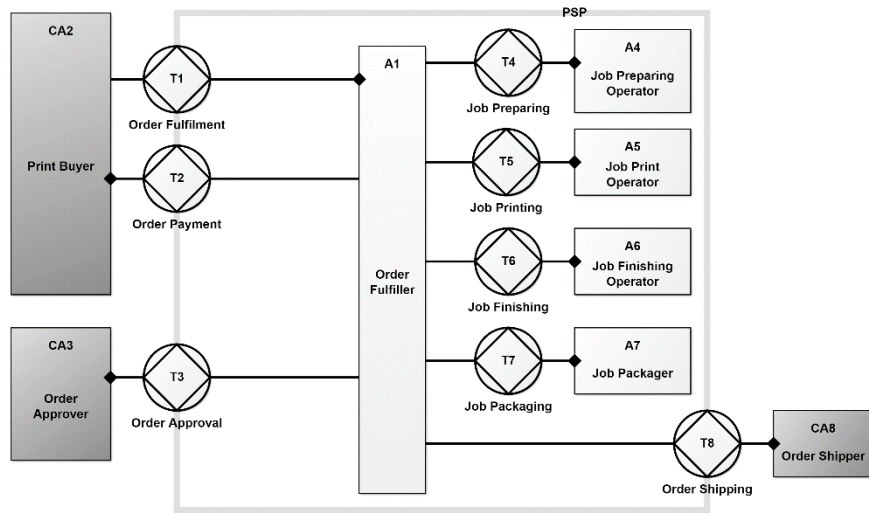 PSP
CA2
Print Buyer
T1
Order Fulfilment
T2
Order Payment
CA3
Order
Approver
T3
Order Approval
A1
Order
Fulfiller
T4
Job Preparing
A4
Job Preparing
Operator
T5
Job Printing
A5
Job Print
Operator
T6
Job Finishing
A6
Job Finishing
Operator
T7
Job Packaging
A7
Job Packager
T8
Order Shipping
CA8
Order Shipper